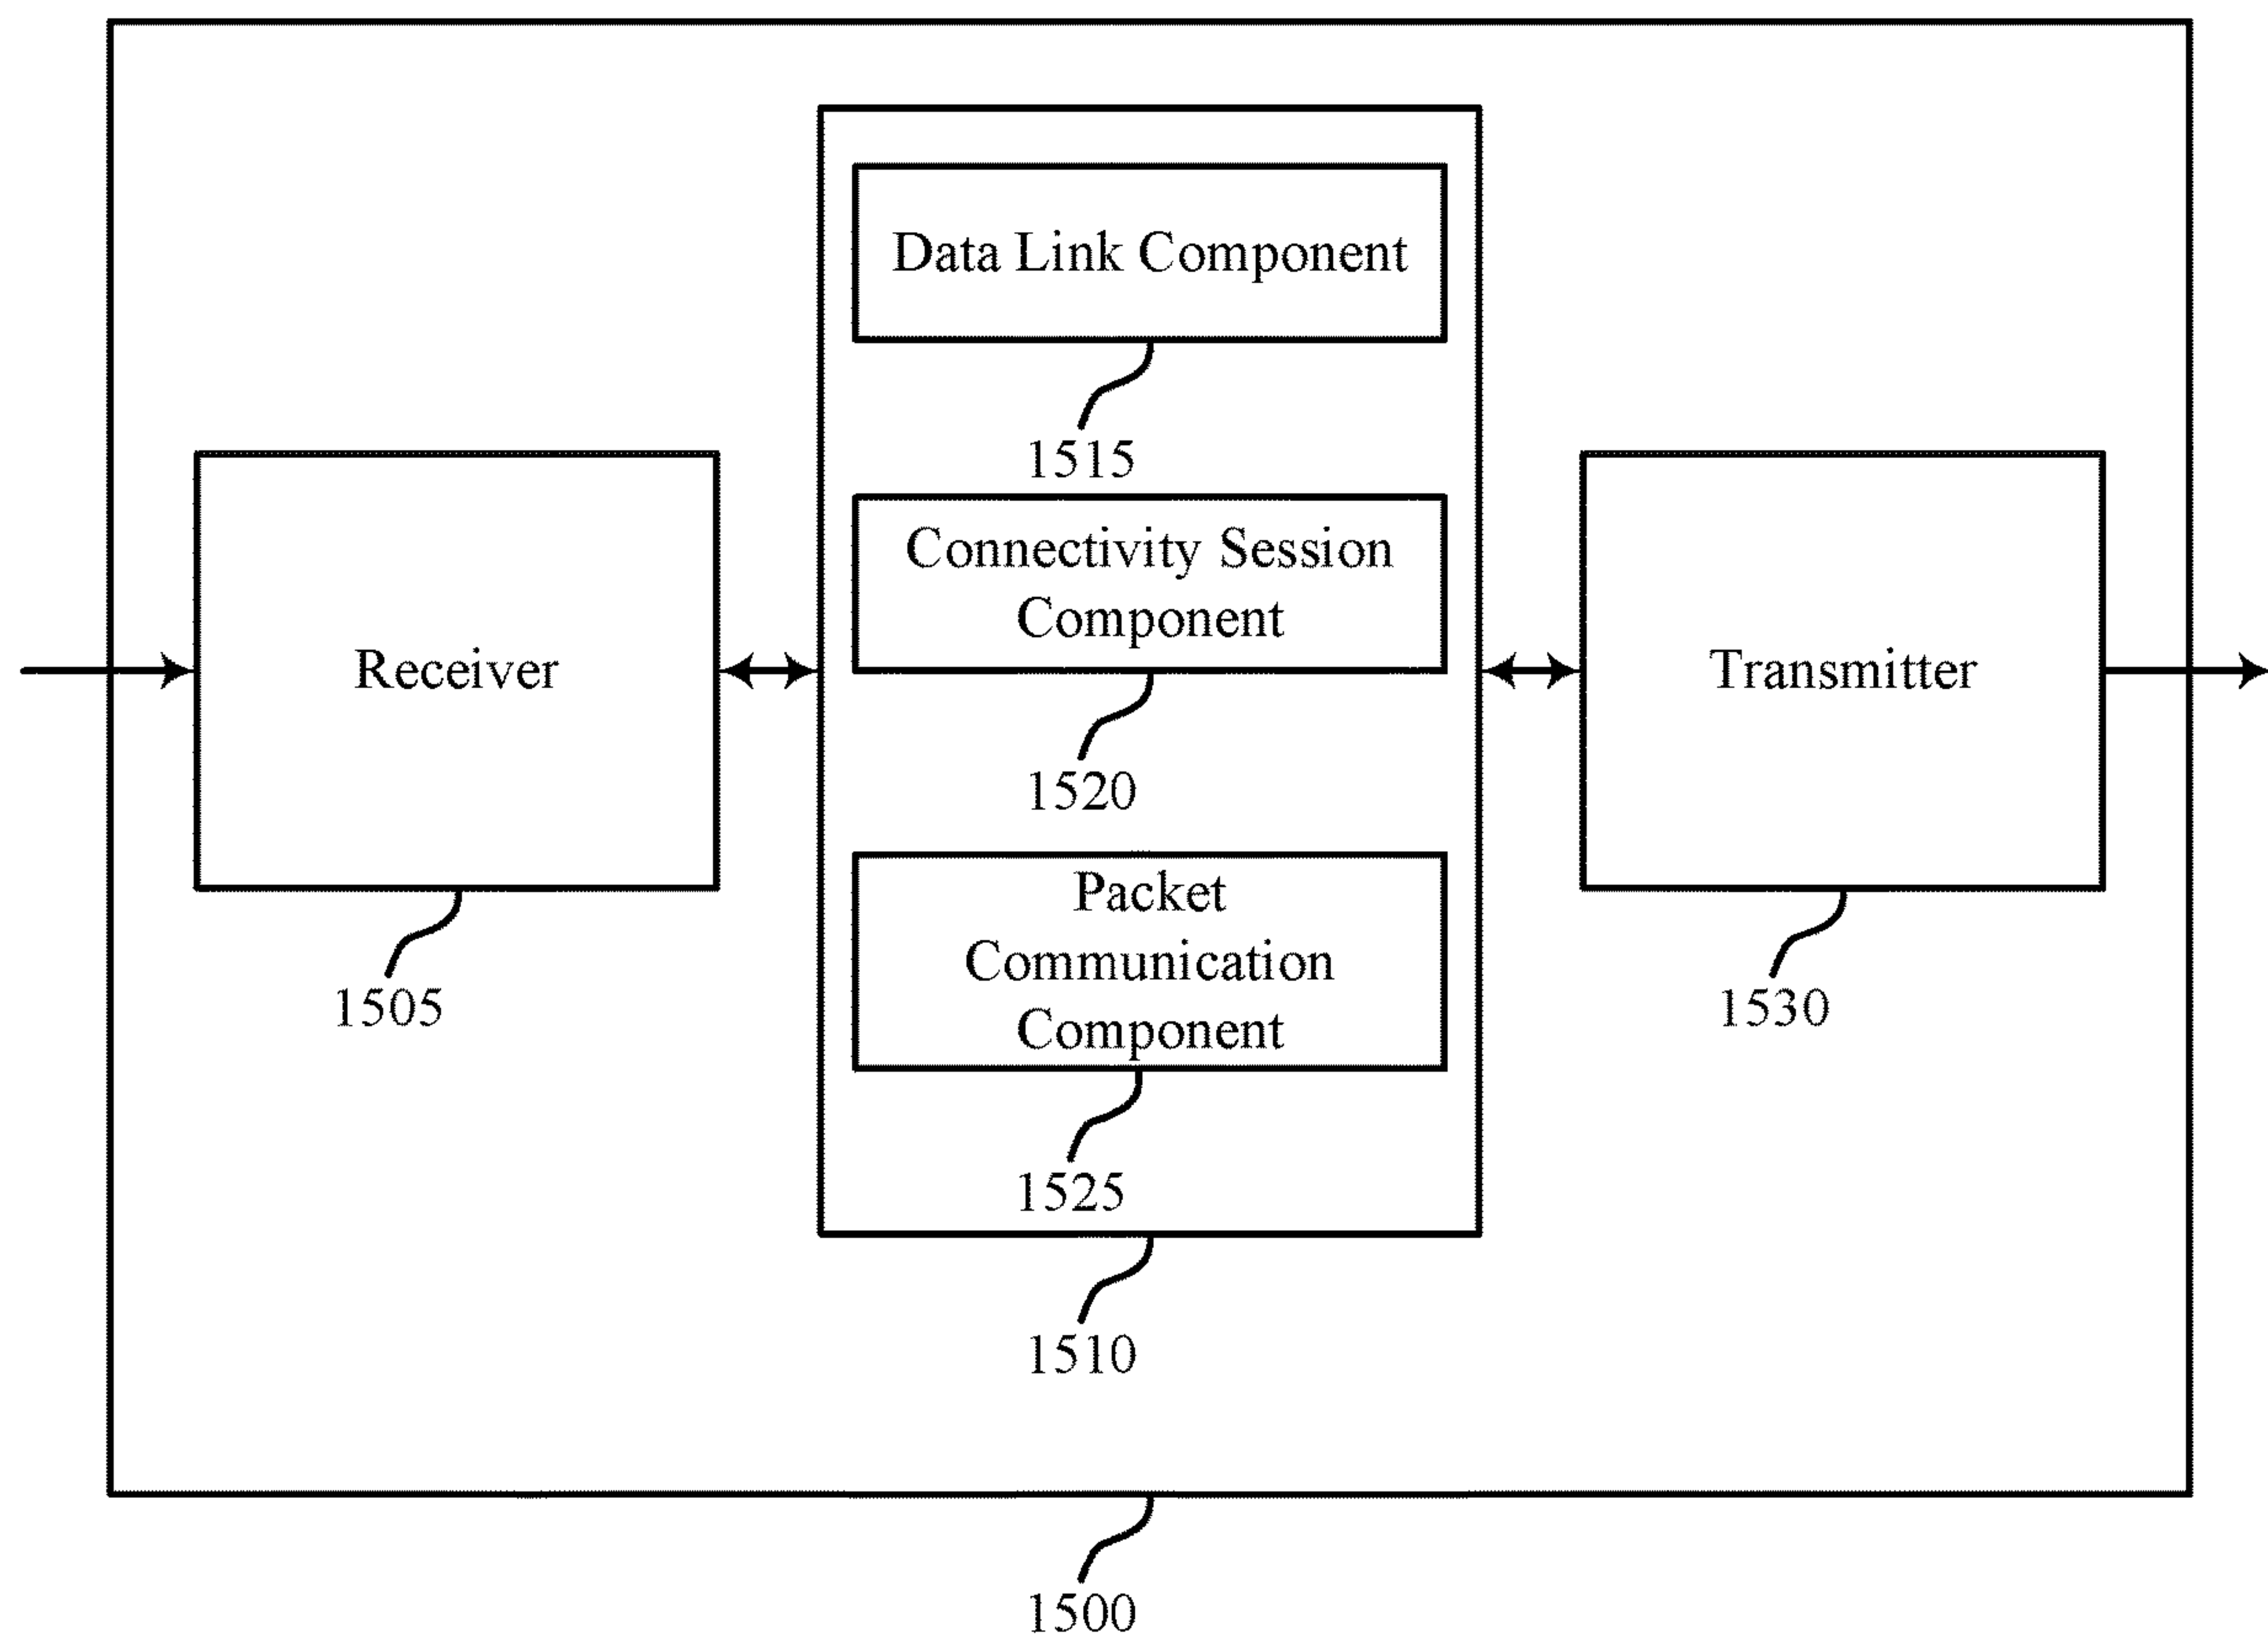 Data Link Component
1515
Connectivity Session
Component
1520
Receiver
1505
Packet
Communication
Component
1525
Transmitter
1530
1510
1500